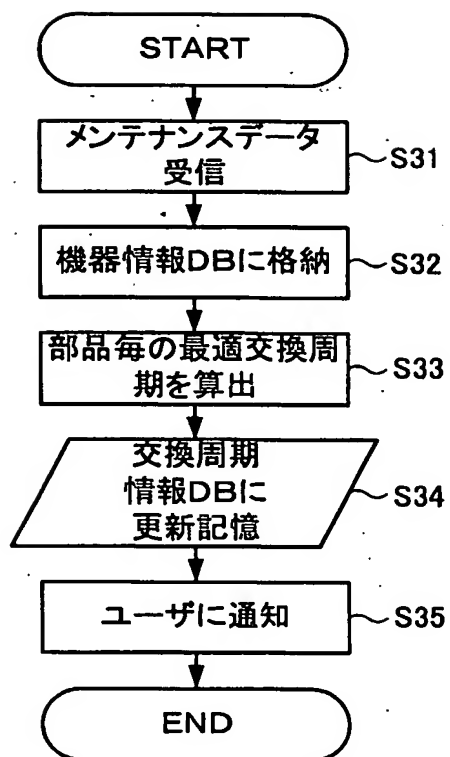 START
メンテナンスデータ
受信
S31
機器情報DBに格納
S32
部品毎の最適交換周
期を算出
S33
交換周期
情報DBに
更新記憶
S34
ユーザに通知
S35
END